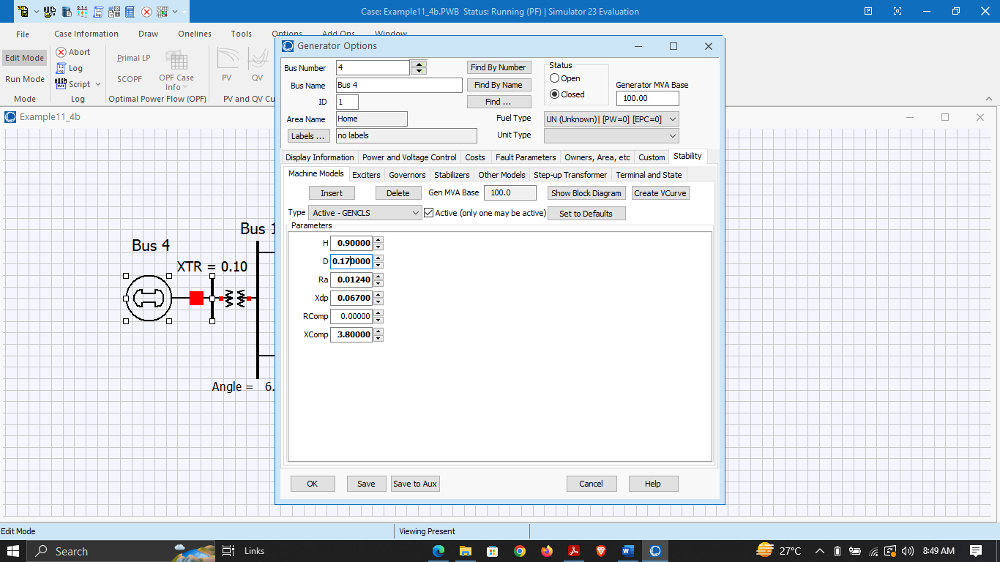 Case: Example11_4b.PWB Status: Running (PF) | Simulator 23 Evaluation
File Case Information Draw Onelines Tools Options Add Ons Window
Edit Mode
Run Mode
Mode
Abort
Log
Script
Log
Primal LP
SCOPF
OPF Case
Info
Optimal Power Flow (OPF)
PV QV
PV and QV Cu
Example11_4b
Bus 4
XTR = 0.10
Bus 1
Angle = 6.
Generator Options
Bus Number 4 Find By Number
Bus Name Bus 4 Find By Name
ID 1 Find ...
Area Name Home
Labels ... no labels
Status
Open
Closed
Generator MVA Base
100.00
Fuel Type UN (Unknown)| [PW=0] [EPC=0]
Unit Type
Display Information Power and Voltage Control Costs Fault Parameters Owners, Area, etc Custom Stability
Machine Models Exciters Governors Stabilizers Other Models Step-up Transformer Terminal and State
Insert Delete Gen MVA Base 100.0 Show Block Diagram Create VCurve
Type Active - GENCLS Active (only one may be active) Set to Defaults
Parameters
H 0.90000
D 0.170000
Ra 0.01240
Xdp 0.06700
RComp 0.00000
XComp 3.80000
OK Save Save to Aux Cancel Help
Edit Mode Viewing Present
Search Links 27°C 8:49 AM